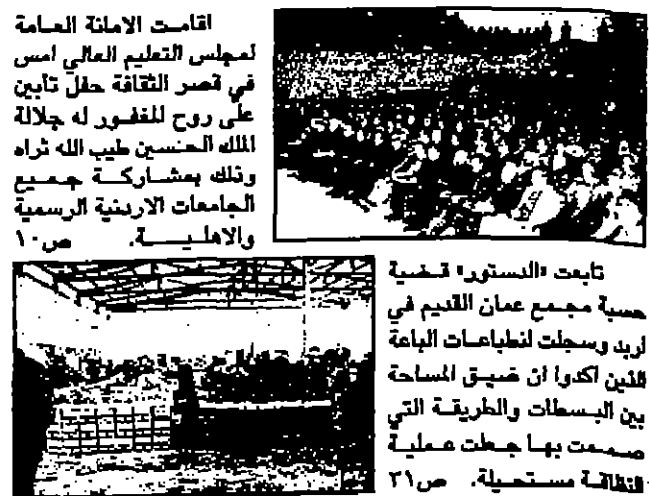 اقامت الامانة العامة
لمجلس التعليم العالي امس
في قصر الثقافة حفل تأبين
على روح المغفور له جلالة
الملك الحسين طيب الله ثراه
وذلك بمشاركة جميع
الجامعات الاردنية الرسمية
والاهلية. ص١٠
تابعت «الدستور» قضية
حسبة مجمع عمان القديم في
اربد وسجلت انطباعات الباعة
الذين اكدوا ان ضيق المساحة
بين البسطات والطريقة التي
صممت بها جعلت عملية
النظافة مستحيلة. ص٣١